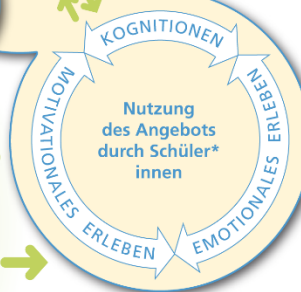 KOGNITIONEN
MOTIVATIONALES ERLEBEN
EMOTIONALES ERLEBEN
Nutzung
des Angebots
durch Schüler*
innen